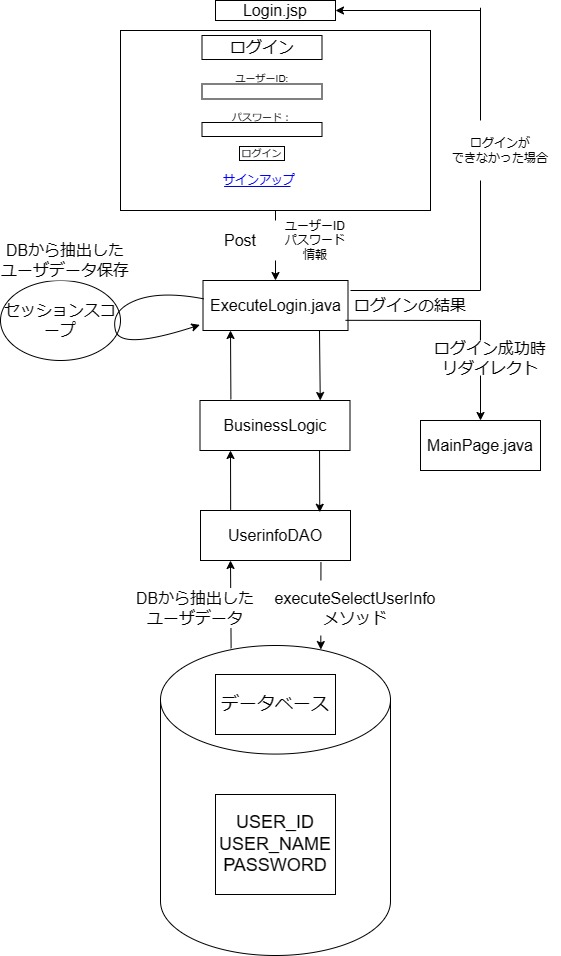 Login.jsp
ログイン
ユーザーID:
パスワード：
ログイン
サインアップ
ログインが
できなかった場合
Post
ユーザーID
パスワード
情報
DBから抽出した
ユーザデータ保存
セッションスコ
ープ
ExecuteLogin.java
ログインの結果
ログイン成功時
リダイレクト
BusinessLogic
MainPage.java
UserinfoDAO
DBから抽出した
ユーザデータ
executeSelectUserInfo
メソッド
データベース
USER_ID
USER_NAME
PASSWORD